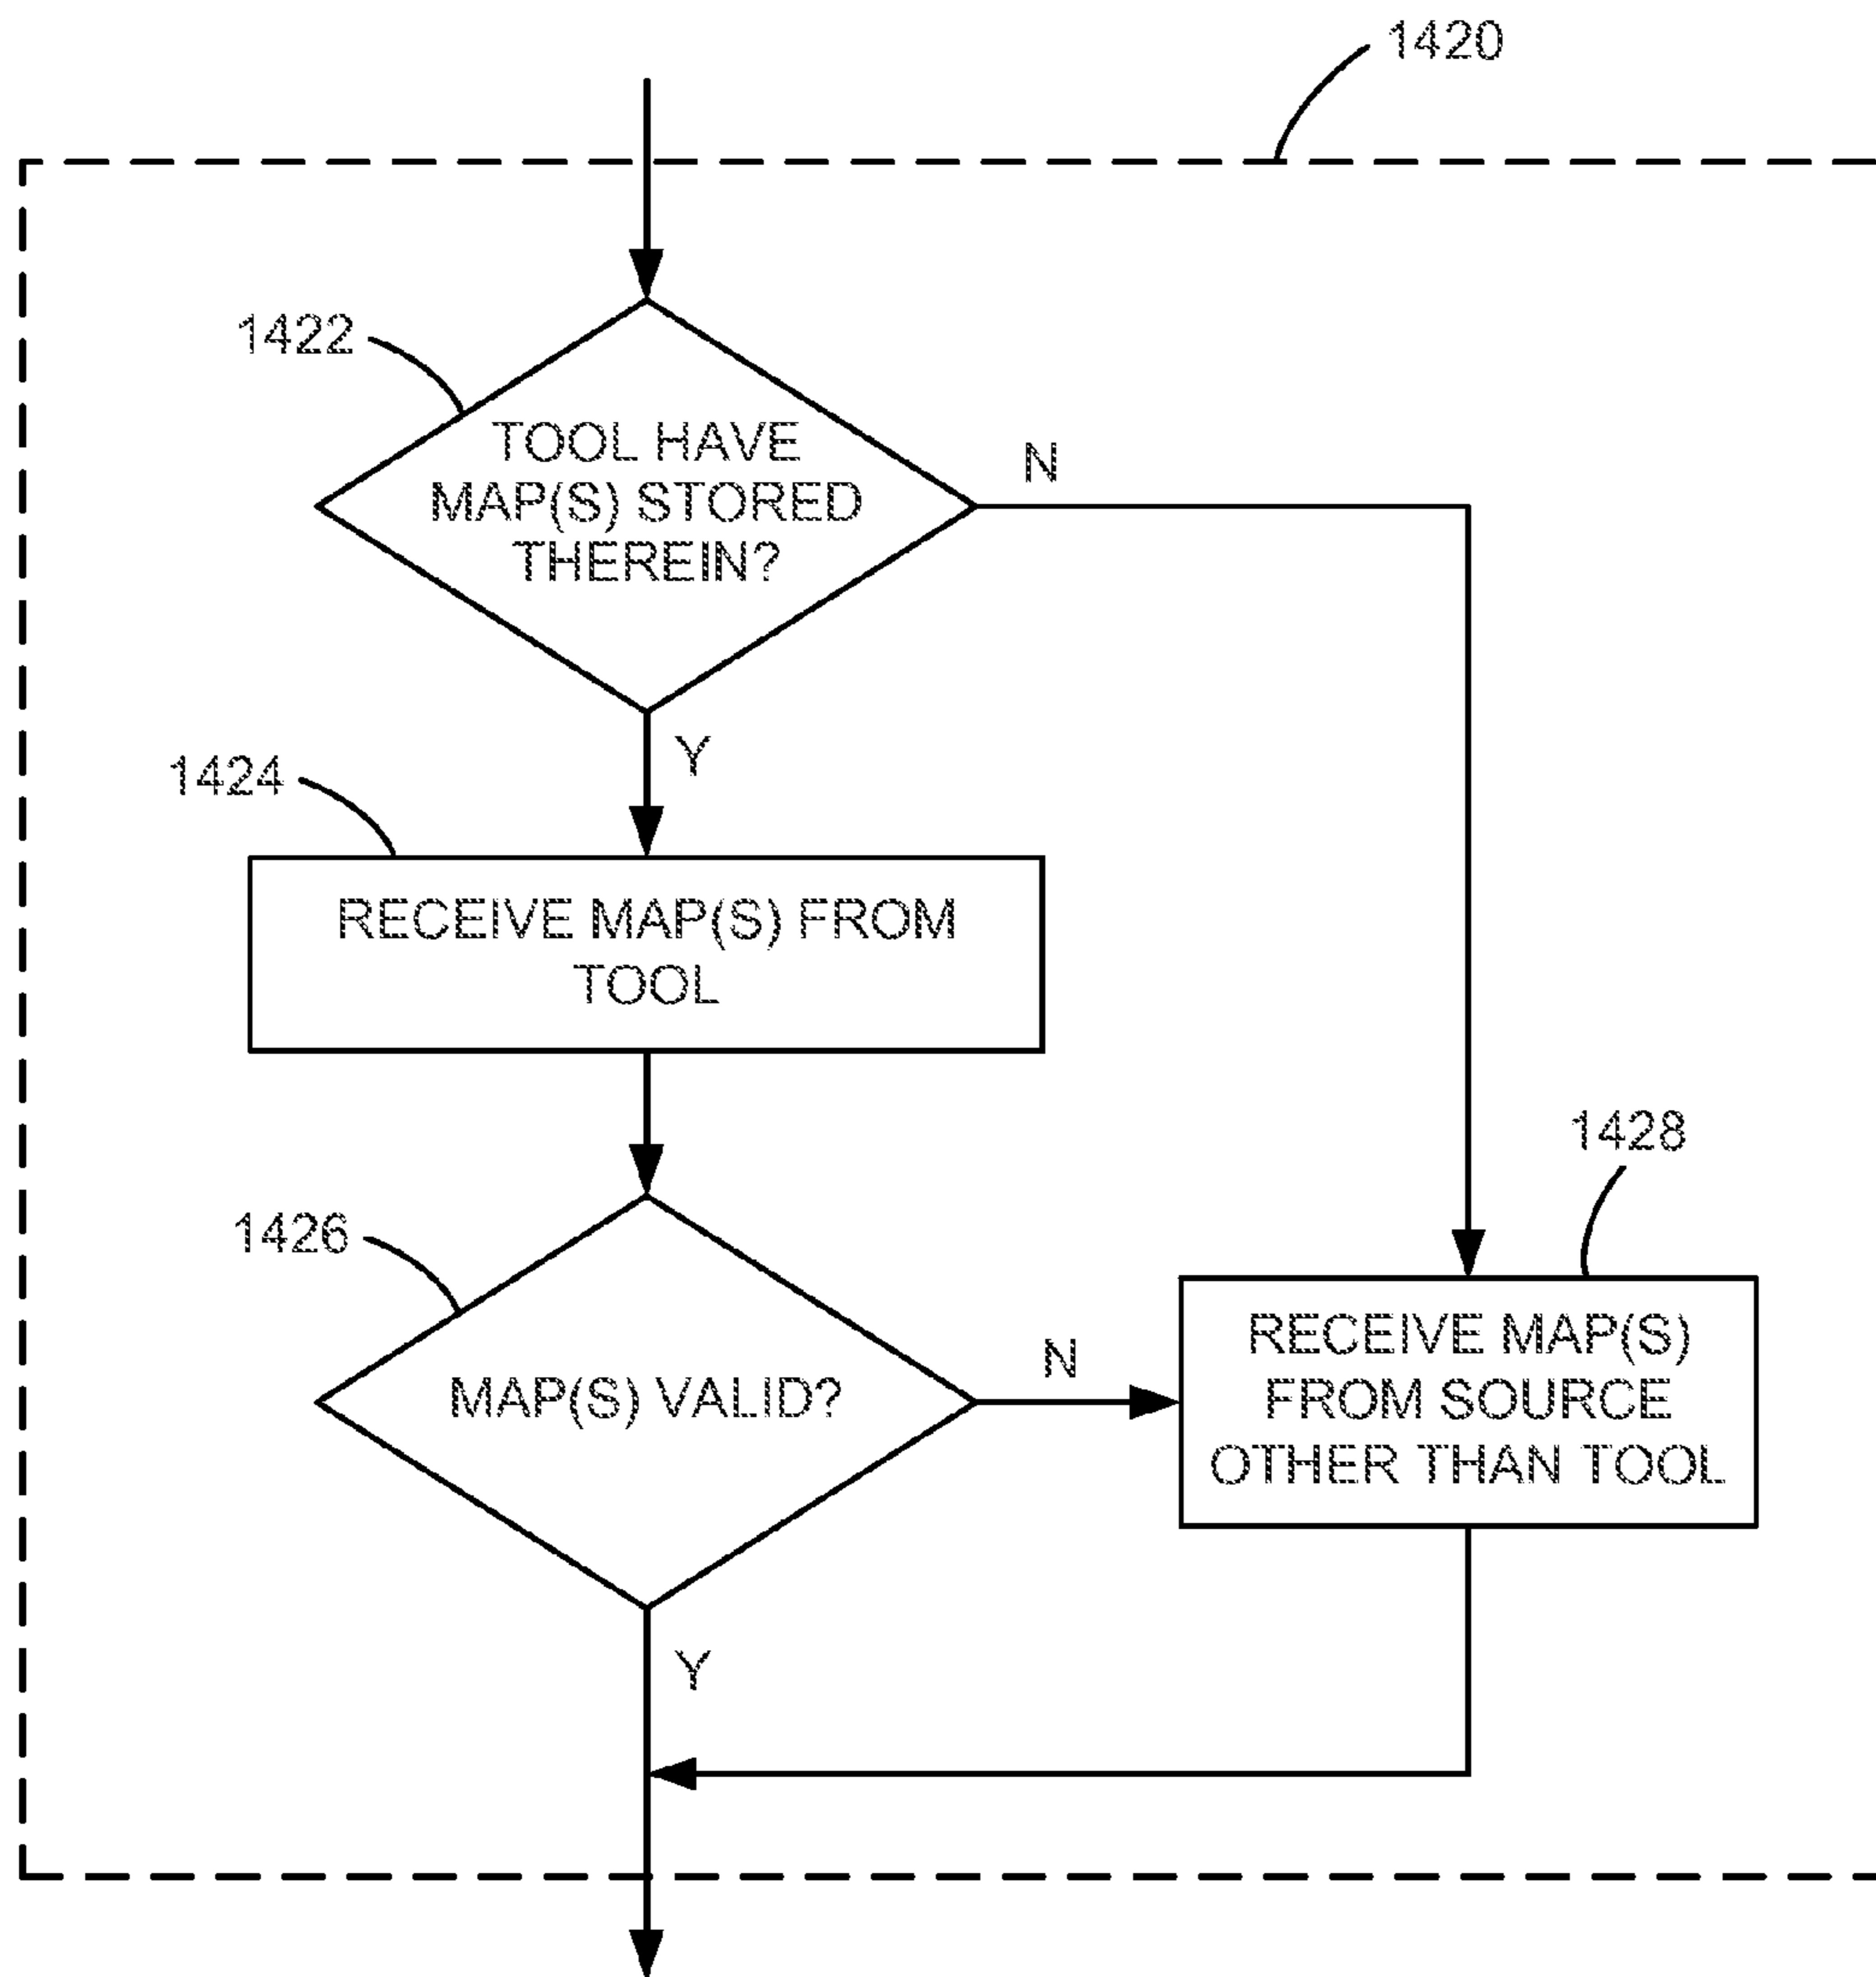 1420
1422
TOOL HAVE
MAP(S) STORED
THEREIN?
N
Y
1424
RECEIVE MAP(S) FROM
TOOL
1428
1426
MAP(S) VALID?
N
RECEIVE MAP(S)
FROM SOURCE
OTHER THAN TOOL
Y